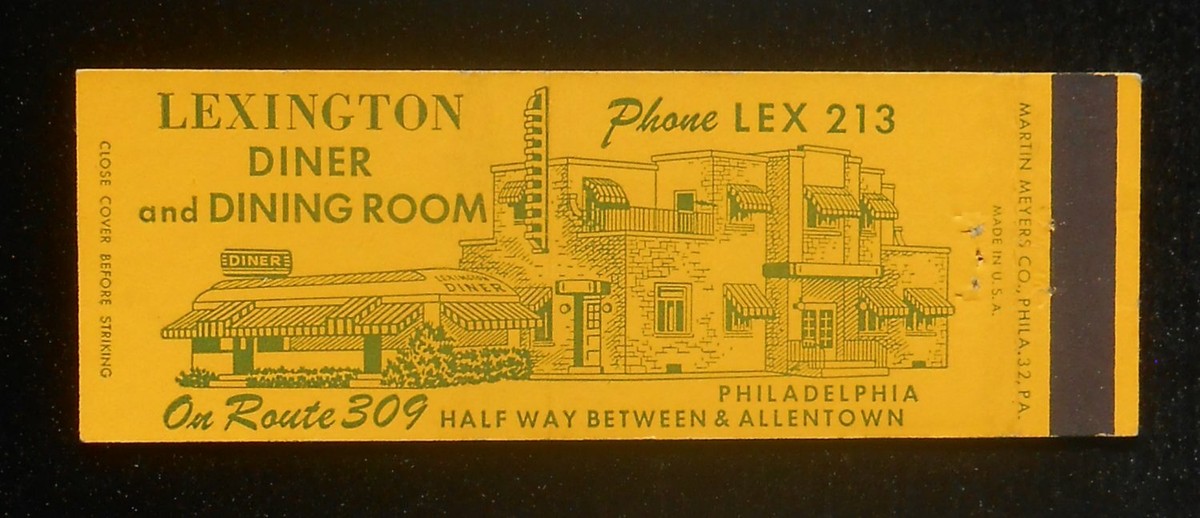 LEXINGTON
DINER
and DINING ROOM
Phone LEX 213
DINER
LEXINGTON
DINER
On Route 309 HALF WAY BETWEEN PHILADELPHIA & ALLENTOWN
CLOSE COVER BEFORE STRIKING
MARTIN MEYERS CO., PHILA. 32, PA.
MADE IN U.S.A.